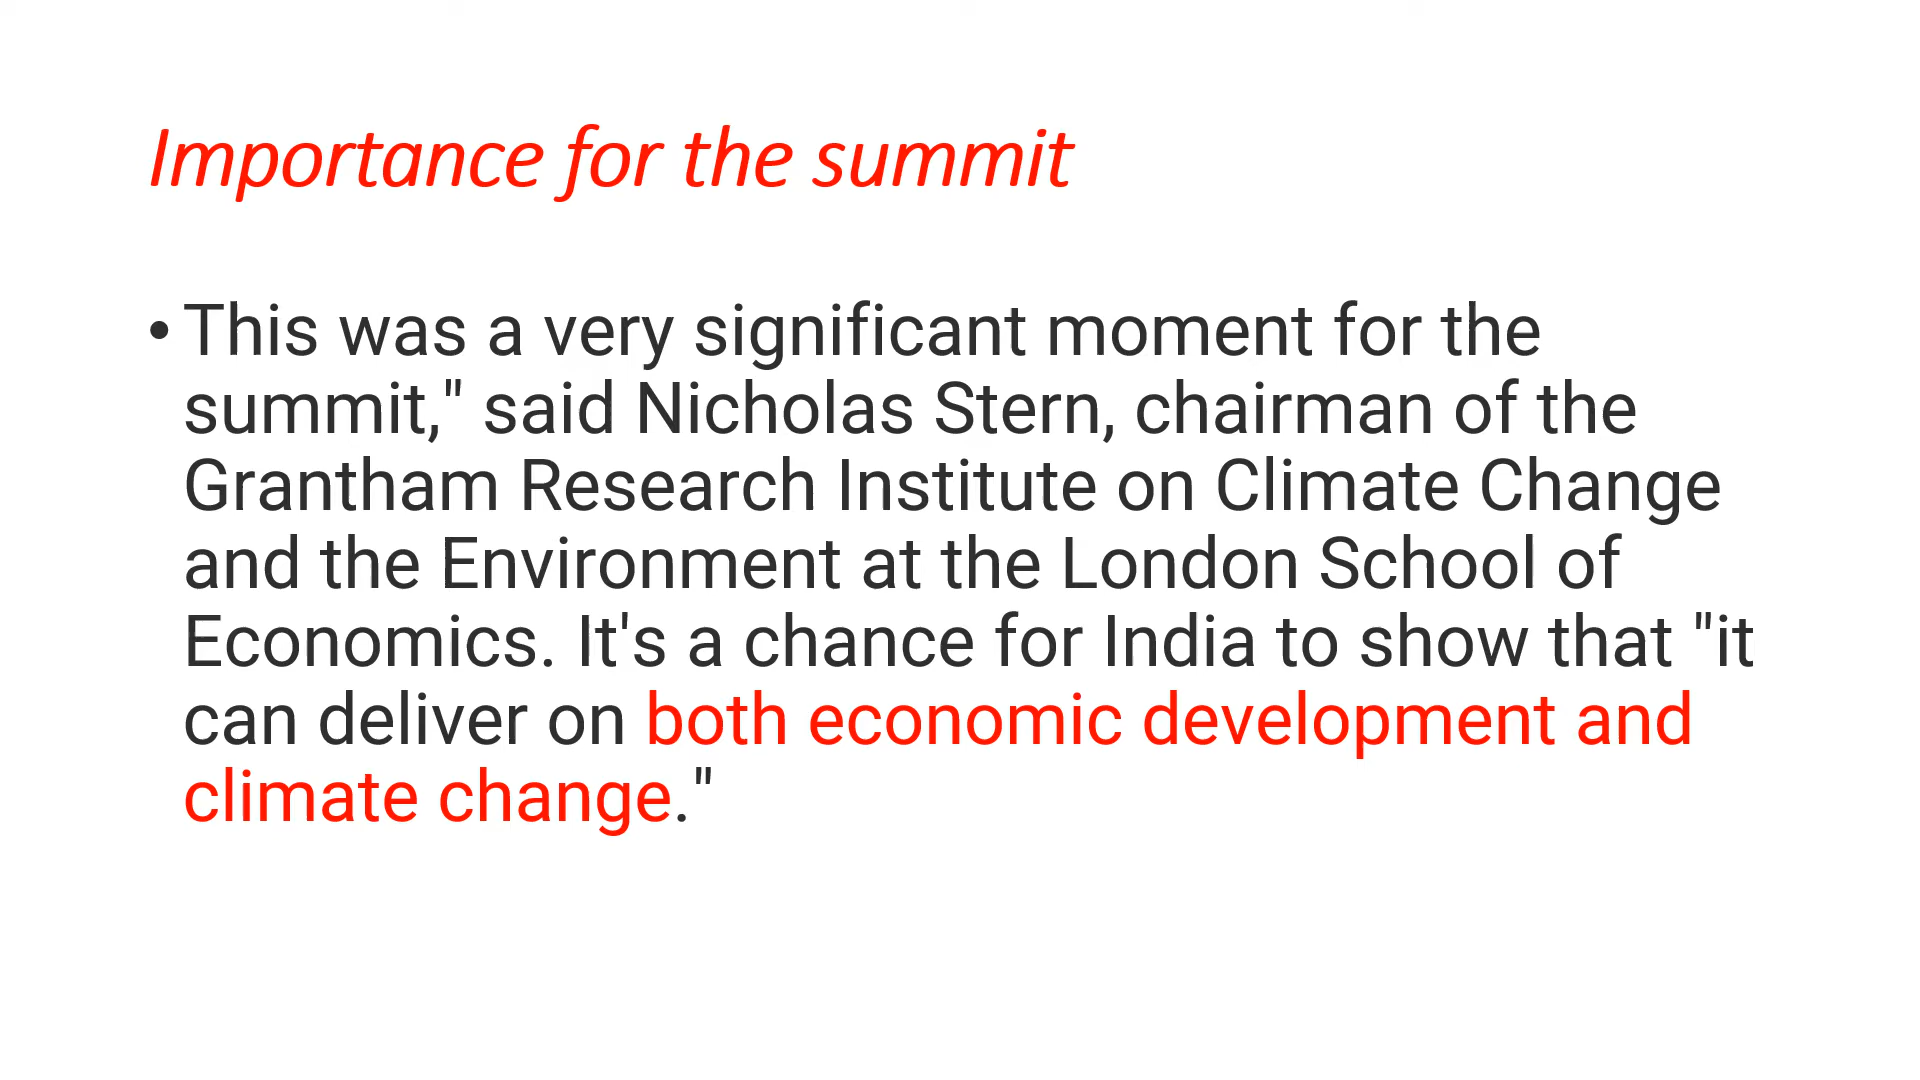 Importance for the summit
• This was a very significant moment for the
summit," said Nicholas Stern, chairman of the
Grantham Research Institute on Climate Change
and the Environment at the London School of
Economics. It's a chance for India to show that "it
can deliver on both economic development and
climate change."